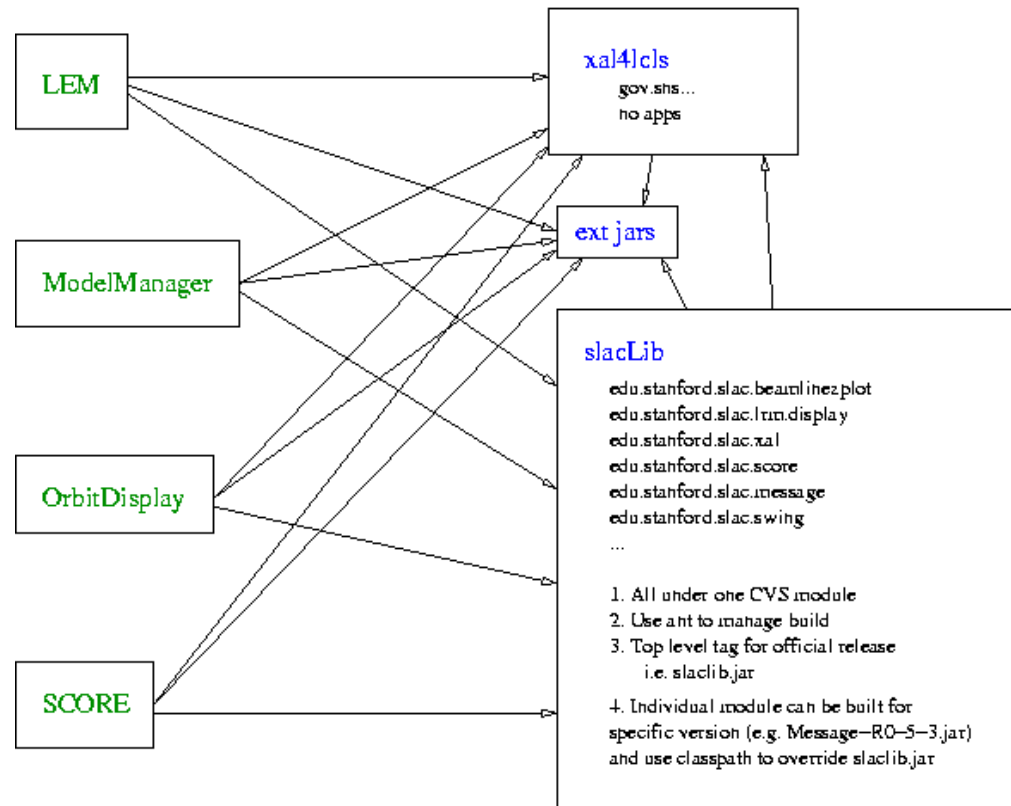 LEM
xal4lcls
gov.sns...
no apps
ext jars
ModelManager
slacLib
edu.stanford.slac.beamlinezplot
edu.stanford.slac.lrm.display
edu.stanford.slac.xal
edu.stanford.slac.score
edu.stanford.slac.message
edu.stanford.slac.swing
...
OrbitDisplay
1. All under one CVS module
2. Use ant to manage build
3. Top level tag for official release
i.e. slaclib.jar
SCORE
4. Individual module can be built for
specific version (e.g. Message-R0-5-3.jar)
and use classpath to override slaclib.jar